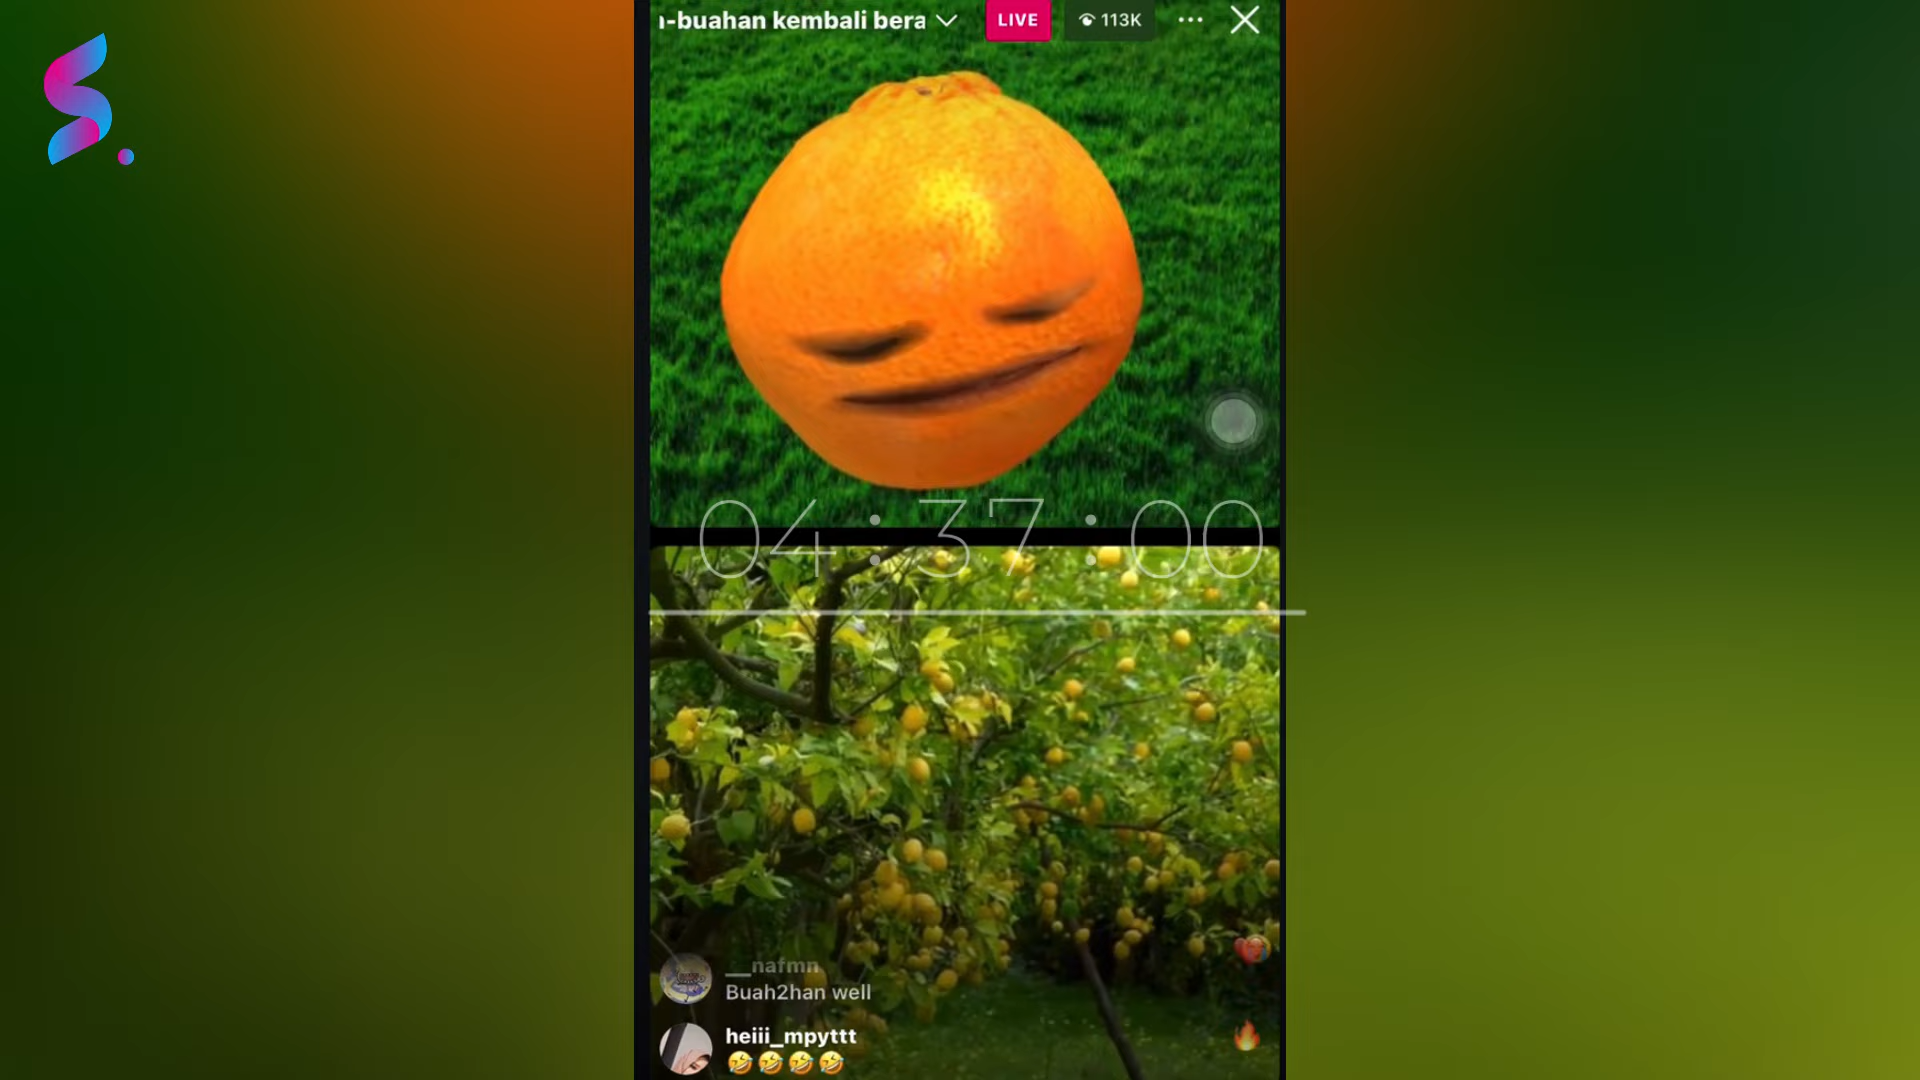 ı-buahan kembali bera
LIVE
113K
04:37:00
__nafmn
Buah2han well
heiii_mpyttt
S.